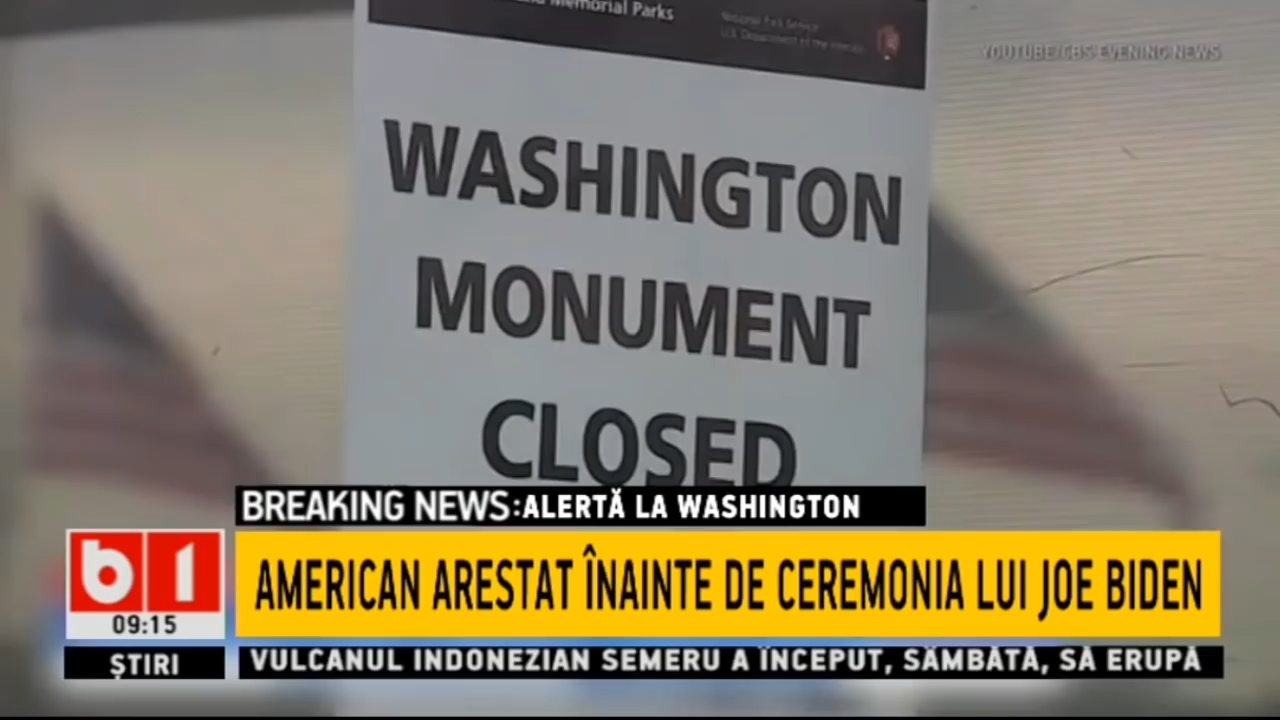 Memorial Parks
National Park Service
U.S. Department of the Interior
YOUTUBE/CBS EVENING NEWS
WASHINGTON
MONUMENT
CLOSED
BREAKING NEWS:ALERTĂ LA WASHINGTON
b1
AMERICAN ARESTAT ÎNAINTE DE CEREMONIA LUI JOE BIDEN
09:15
ȘTIRI
VULCANUL INDONEZIAN SEMERU A ÎNCEPUT, SÂMBĂTĂ, SĂ ERUPĂ